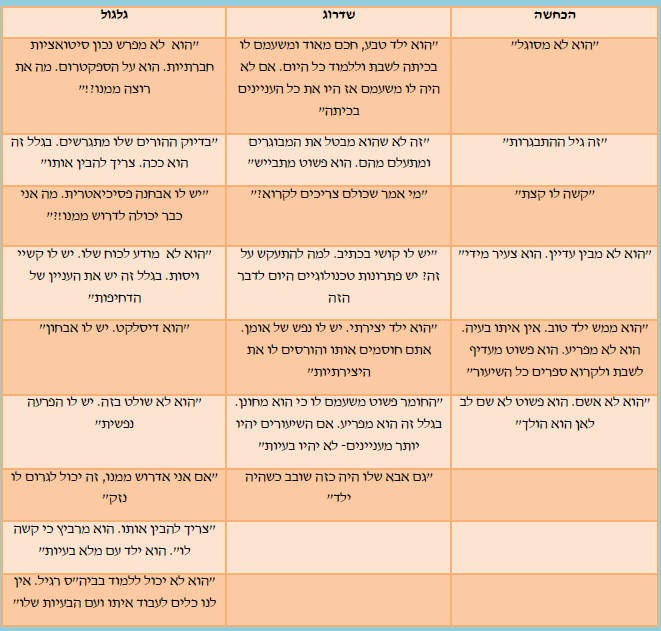 הכחשה
שדרוג
גלגול
"הוא לא מסוגל"
"הוא ילד טבע, חכם מאוד ומשעמם לו
בכיתה לשבת וללמוד כל היום. אם לא
היה לו משעמם אז היו את כל העניינים
בכיתה"
"הוא לא מפרש נכון סיטואציות
חברתיות. הוא על הספקטרום. מה את
רוצה ממנו?!"
"זה גיל ההתבגרות"
"זה לא שהוא מבטל את המבוגרים
ומתעלם מהם. הוא פשוט מתבייש"
"בדיוק ההורים שלו מתגרשים. בגלל זה
הוא ככה. צריך להבין אותו"
"קשה לו קצת"
"מי אמר שכולם צריכים לקרוא?"
"יש לו אבחנה פסיכיאטרית. מה אני
כבר יכולה לדרוש ממנו!?"
"הוא לא מבין עדיין. הוא צעיר מידי"
"יש לו קושי בכתיב. למה להתעקש על
זה? יש פתרונות טכנולוגיים היום לדבר
הזה
"הוא לא מודע לכוח שלו. יש לו קשיי
ויסות. בגלל זה יש את העניין של
הדחיפות"
"הוא ממש ילד טוב. אין איתו בעיה.
הוא לא מפריע. הוא פשוט מעדיף
לשבת ולקרוא ספרים כל השיעור"
"הוא ילד יצירתי. יש לו נפש של אומן.
אתם חוסמים אותו והורסים לו את
היצירתיות"
"הוא דיסלקט. יש לו אבחון"
"הוא לא אשם. הוא פשוט לא שם לב
לאן הוא הולך"
"החומר פשוט משעמם לו כי הוא מחונן.
בגלל זה הוא מפריע. אם השיעורים יהיו
יותר מעניינים- לא יהיו בעיות"
"הוא לא שולט בזה. יש לו הפרעה
נפשית"
"גם אבא שלו היה כזה שובב כשהיה
ילד"
"אם אני אדרוש ממנו, זה יכול לגרום לו
נזק"
"צריך להבין אותו. הוא מרביץ כי קשה
לו". הוא ילד עם מלא בעיות"
"הוא לא יכול ללמוד בביה"ס רגיל. אין
לנו כלים לעבוד איתו ועם הבעיות שלו"